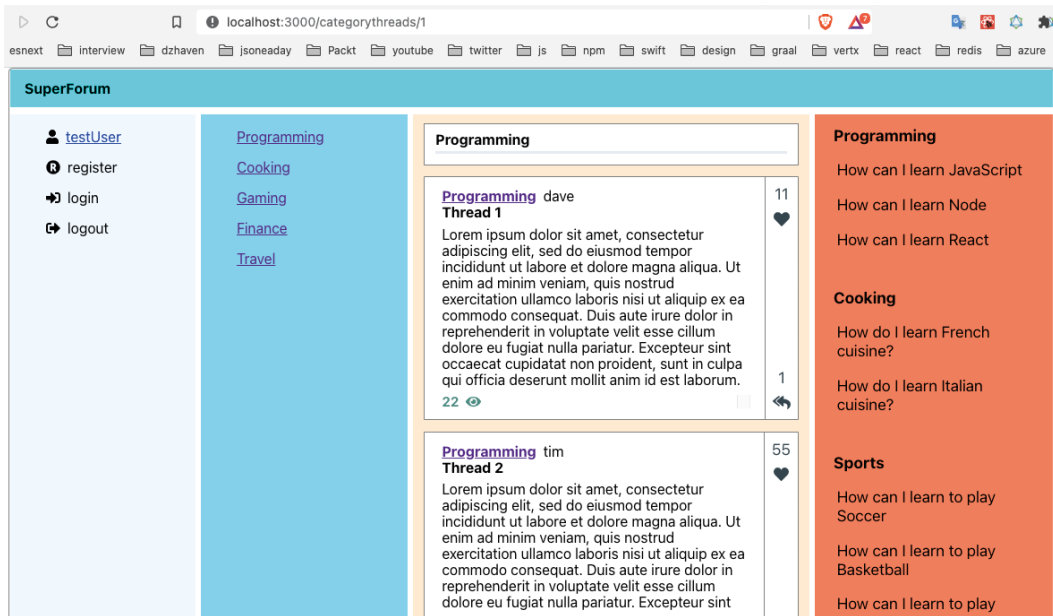 localhost:3000/categorythreads/1
7
esnext interview dzhaven jsoneaday Packt youtube twitter js npm swift design graal vertx react redis azure
SuperForum
testUser
register
login
logout
Programming
Cooking
Gaming
Finance
Travel
Programming
Programming dave
Thread 1
Lorem ipsum dolor sit amet, consectetur
adipiscing elit, sed do eiusmod tempor
incididunt ut labore et dolore magna aliqua. Ut
enim ad minim veniam, quis nostrud
exercitation ullamco laboris nisi ut aliquip ex ea
commodo consequat. Duis aute irure dolor in
reprehenderit in voluptate velit esse cillum
dolore eu fugiat nulla pariatur. Excepteur sint
occaecat cupidatat non proident, sunt in culpa
qui officia deserunt mollit anim id est laborum.
22
11
1
Programming tim
Thread 2
Lorem ipsum dolor sit amet, consectetur
adipiscing elit, sed do eiusmod tempor
incididunt ut labore et dolore magna aliqua. Ut
enim ad minim veniam, quis nostrud
exercitation ullamco laboris nisi ut aliquip ex ea
commodo consequat. Duis aute irure dolor in
reprehenderit in voluptate velit esse cillum
dolore eu fugiat nulla pariatur. Excepteur sint
55
Programming
How can I learn JavaScript
How can I learn Node
How can I learn React
Cooking
How do I learn French
cuisine?
How do I learn Italian
cuisine?
Sports
How can I learn to play
Soccer
How can I learn to play
Basketball
How can I learn to play